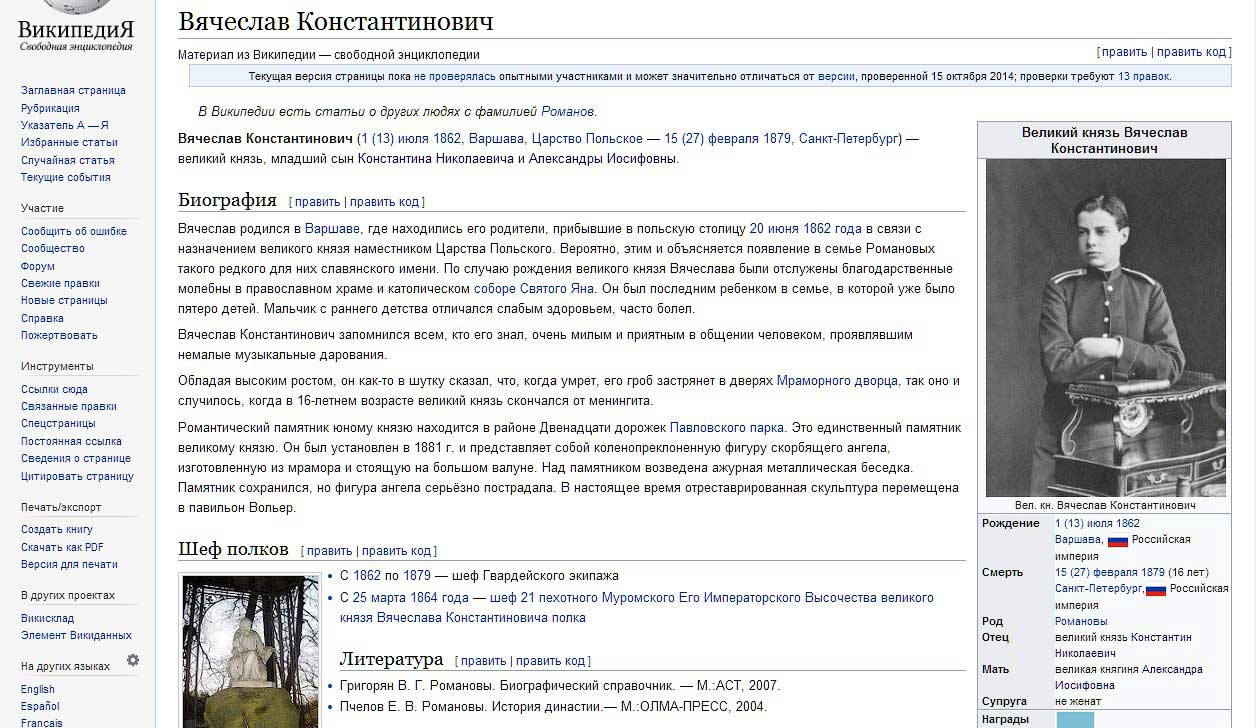 ВИКИПЕДИЯ
Свободная энциклопедия
Заглавная страница
Рубрикация
Указатель А — Я
Избранные статьи
Случайная статья
Текущие события
Участие
Сообщить об ошибке
Сообщество
Форум
Свежие правки
Новые страницы
Справка
Пожертвовать
Инструменты
Ссылки сюда
Связанные правки
Спецстраницы
Постоянная ссылка
Сведения о странице
Цитировать страницу
Печать/экспорт
Создать книгу
Скачать как PDF
Версия для печати
В других проектах
Викисклад
Элемент Викиданных
На других языках
English
Español
Français
Вячеслав Константинович
Материал из Википедии — свободной энциклопедии
[ править | править код ]
Текущая версия страницы пока не проверялась опытными участниками и может значительно отличаться от версии, проверенной 15 октября 2014; проверки требуют 13 правок.
В Википедии есть статьи о других людях с фамилией Романов.
Вячеслав Константинович (1 (13) июля 1862, Варшава, Царство Польское — 15 (27) февраля 1879, Санкт-Петербург) —
великий князь, младший сын Константина Николаевича и Александры Иосифовны.
Биография [ править | править код ]
Вячеслав родился в Варшаве, где находились его родители, прибывшие в польскую столицу 20 июня 1862 года в связи с
назначением великого князя наместником Царства Польского. Вероятно, этим и объясняется появление в семье Романовых
такого редкого для них славянского имени. По случаю рождения великого князя Вячеслава были отслужены благодарственные
молебны в православном храме и католическом соборе Святого Яна. Он был последним ребенком в семье, в которой уже было
пятеро детей. Мальчик с раннего детства отличался слабым здоровьем, часто болел.
Вячеслав Константинович запомнился всем, кто его знал, очень милым и приятным в общении человеком, проявлявшим
немалые музыкальные дарования.
Обладая высоким ростом, он как-то в шутку сказал, что, когда умрет, его гроб застрянет в дверях Мраморного дворца, так оно и
случилось, когда в 16-летнем возрасте великий князь скончался от менингита.
Романтический памятник юному князю находится в районе Двенадцати дорожек Павловского парка. Это единственный памятник
великому князю. Он был установлен в 1881 г. и представляет собой коленопреклоненную фигуру скорбящего ангела,
изготовленную из мрамора и стоящую на большом валуне. Над памятником возведена ажурная металлическая беседка.
Памятник сохранился, но фигура ангела серьёзно пострадала. В настоящее время отреставрированная скульптура перемещена
в павильон Вольер.
Шеф полков [ править | править код ]
• С 1862 по 1879 — шеф Гвардейского экипажа
• С 25 марта 1864 года — шеф 21 пехотного Муромского Его Императорского Высочества великого
князя Вячеслава Константиновича полка
Литература [ править | править код ]
• Григорян В. Г. Романовы. Биографический справочник. — М.:АСТ, 2007.
• Пчелов Е. В. Романовы. История династии.— М.:ОЛМА-ПРЕСС, 2004.
Великий князь Вячеслав
Константинович
Вел. кн. Вячеслав Константинович
Рождение 1 (13) июля 1862
Варшава, Российская
империя
Смерть 15 (27) февраля 1879 (16 лет)
Санкт-Петербург, Российская
империя
Род Романовы
Отец великий князь Константин
Николаевич
Мать великая княгиня Александра
Иосифовна
Супруга не женат
Награды